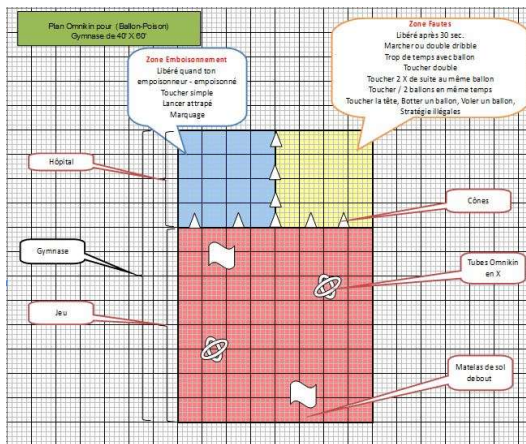 Plan Omnikin pour (Ballon-Poison)
Gymnase de 40' X 60'
Zone Emboisonnement
Libéré quand ton
empoisonneur - empoisonné
Toucher simple
Lancer attrapé
Marquage
Zone Fautes
Libéré après 30 sec.
Marcher ou double dribble
Trop de temps avec ballon
Toucher double
Toucher 2 X de suite au même ballon
Toucher / 2 ballons en même temps
Toucher la tête, Botter un ballon, Voler un ballon,
Stratégie illégales
Hôpital
Cônes
Gymnase
Tubes Omnikin
en X
Jeu
Matelas de sol
debout